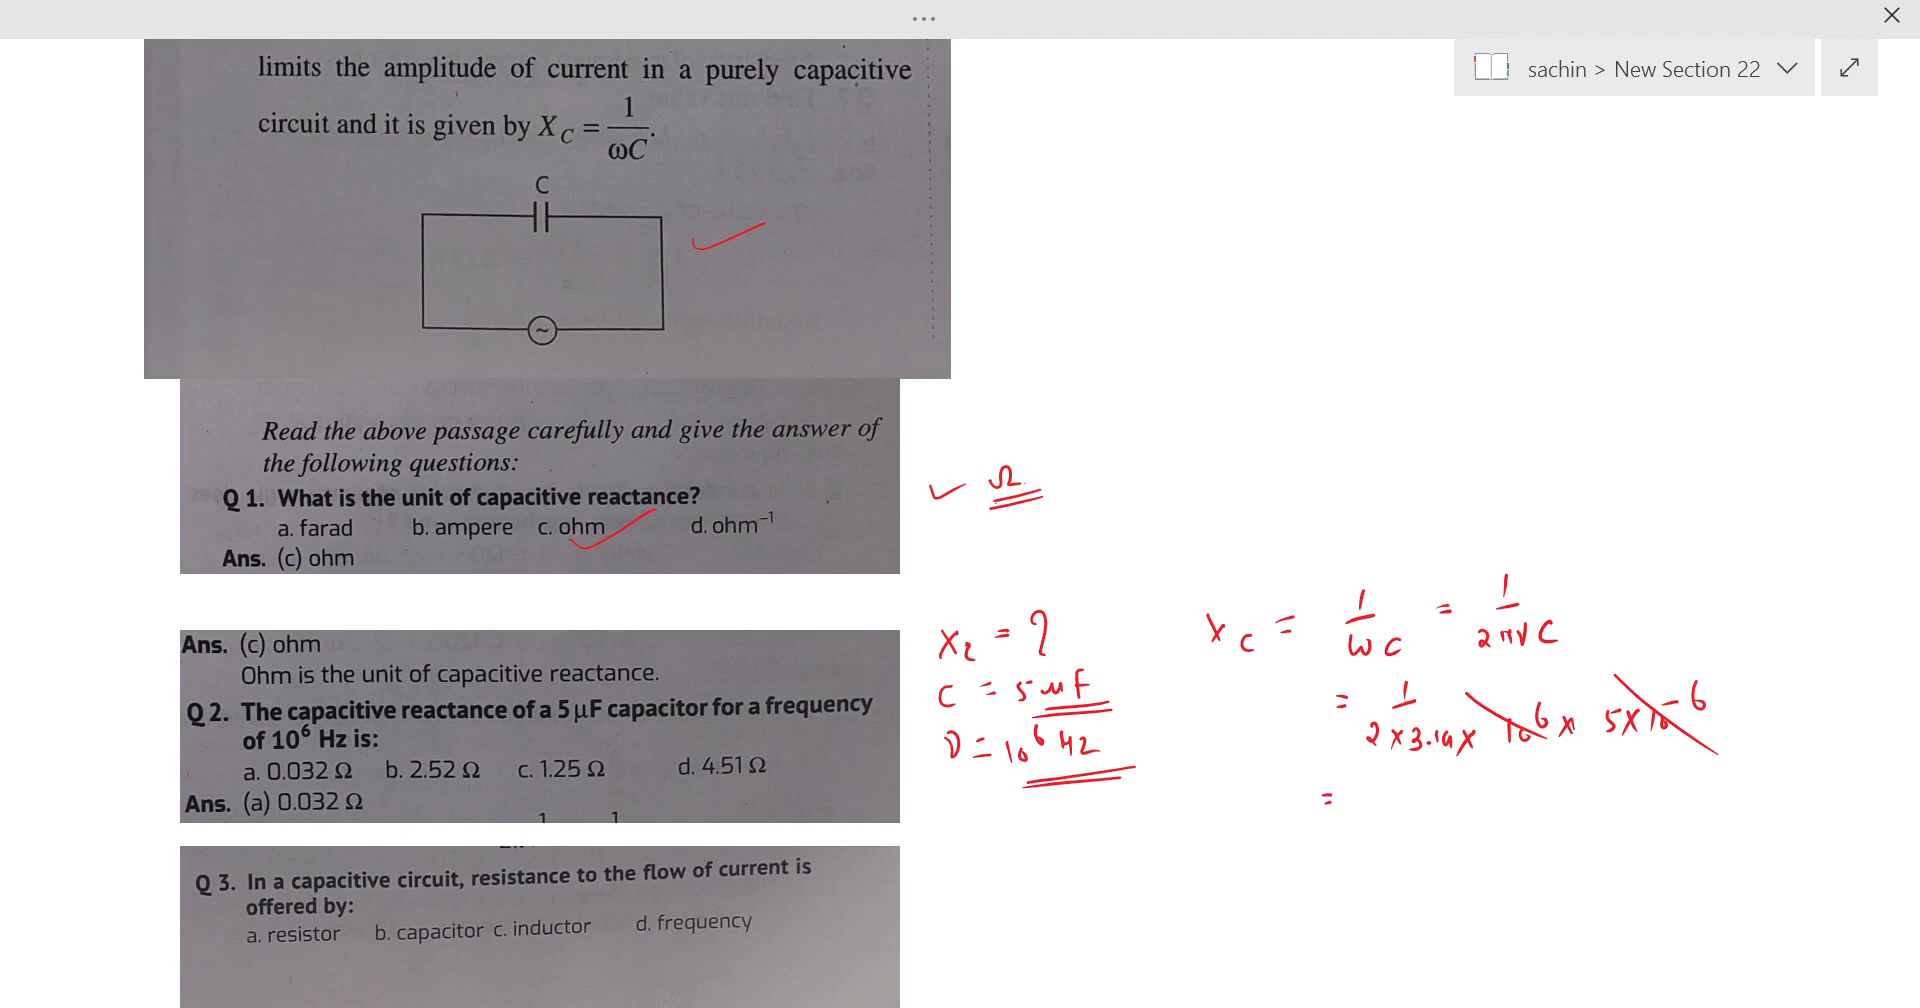 sachin > New Section 22
limits the amplitude of current in a purely capacitive
circuit and it is given by X_C = 1/ωC.
C
~
Read the above passage carefully and give the answer of
the following questions:
Q 1. What is the unit of capacitive reactance?
a. farad b. ampere c. ohm d. ohm⁻¹
Ans. (c) ohm
Ω
Ans. (c) ohm
Ohm is the unit of capacitive reactance.
Q 2. The capacitive reactance of a 5 μF capacitor for a frequency
of 10⁶ Hz is:
a. 0.032 Ω b. 2.52 Ω c. 1.25 Ω d. 4.51 Ω
Ans. (a) 0.032 Ω
1 1
X_c = ?
C = 5 μF
ν = 10⁶ Hz
X_C = 1/ωC = 1/2πνC
= 1/2 × 3.14 × 10⁶ × 5 × 10⁻⁶
=
Q 3. In a capacitive circuit, resistance to the flow of current is
offered by:
a. resistor b. capacitor c. inductor d. frequency